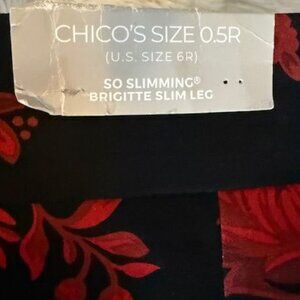 CHICO'S SIZE 0.5R
(U.S. SIZE 6R)
SO SLIMMING®
BRIGITTE SLIM LEG